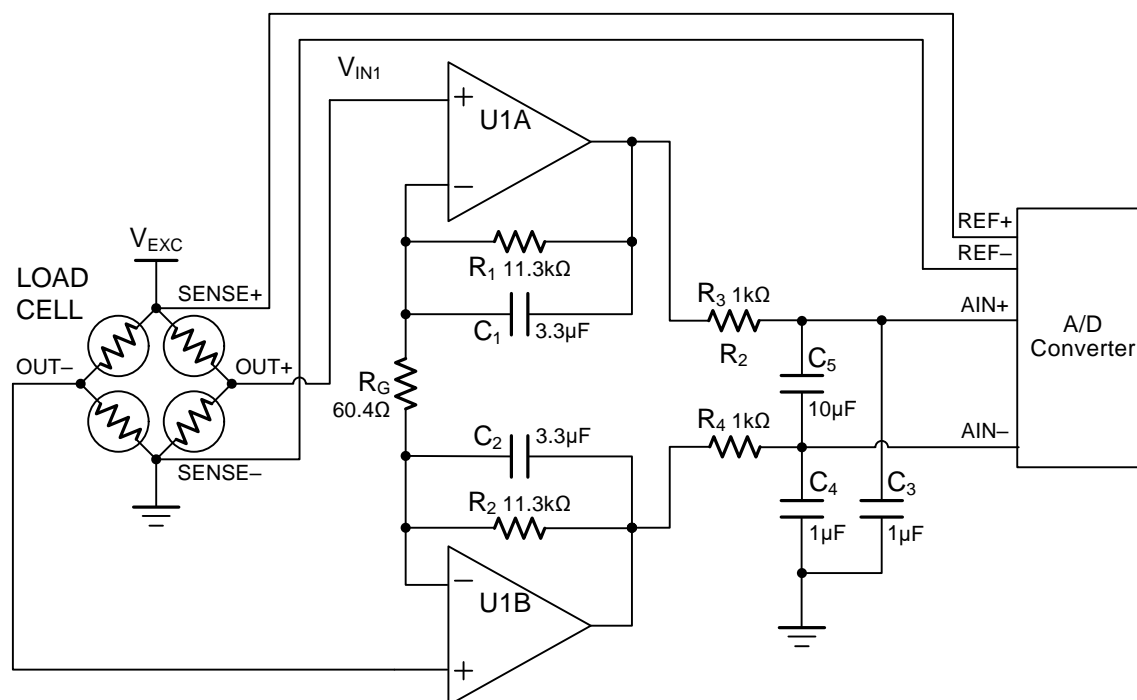 V_IN1
+
U1A
−
REF+
REF–
V_EXC
LOAD
CELL
SENSE+
R₁ 11.3kΩ
R₃ 1kΩ
AIN+
A/D
Converter
C₁ 3.3µF
R₂
OUT–
OUT+
R_G
60.4Ω
C₅
10µF
C₂ 3.3µF
R₄ 1kΩ
AIN–
SENSE–
R₂ 11.3kΩ
C₄
1µF
C₃
1µF
−
U1B
+